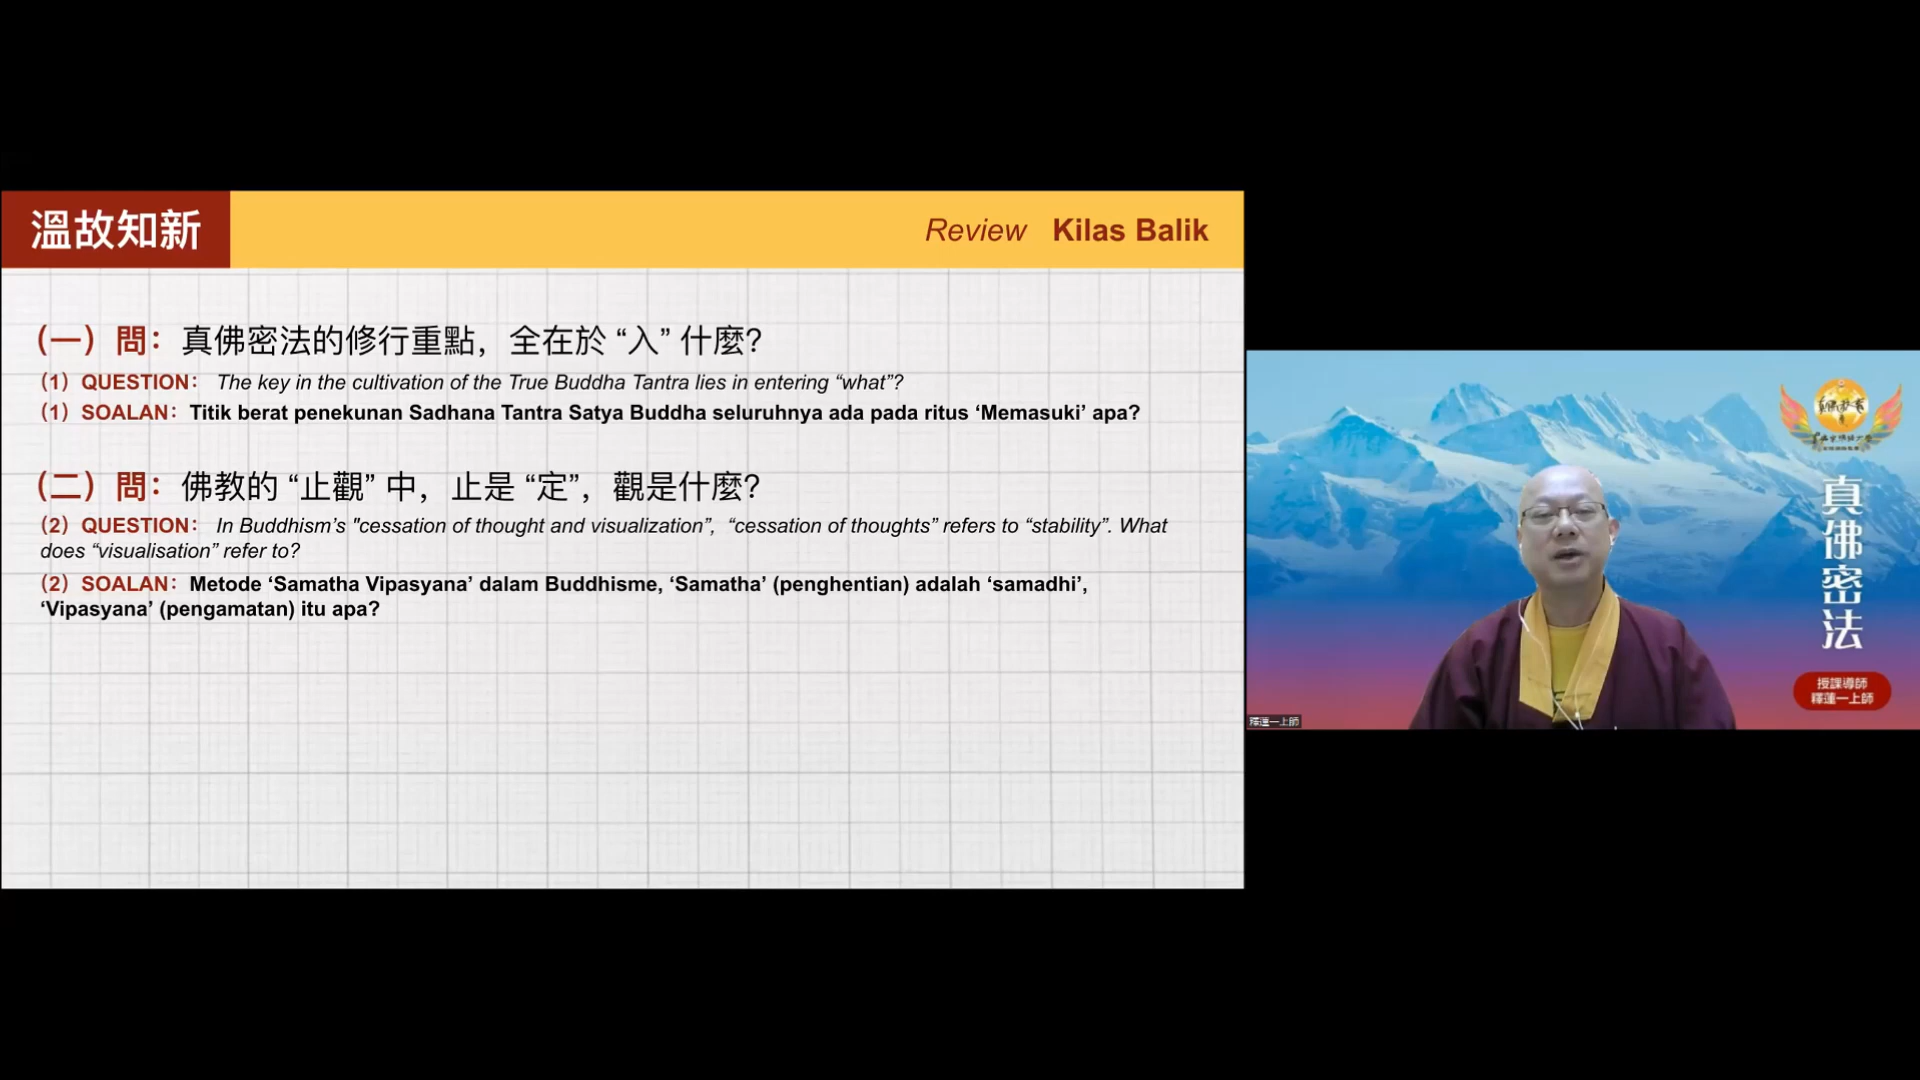 溫故知新
Review Kilas Balik
（一）問：真佛密法的修行重點，全在於 “入” 什麼?
（1）QUESTION： The key in the cultivation of the True Buddha Tantra lies in entering “what”?
（1）SOALAN：Titik berat penekunan Sadhana Tantra Satya Buddha seluruhnya ada pada ritus ‘Memasuki’ apa?
（二）問：佛教的 “止觀” 中，止是 “定”，觀是什麼?
（2）QUESTION： In Buddhism’s "cessation of thought and visualization”, “cessation of thoughts” refers to “stability”. What
does “visualisation” refer to?
（2）SOALAN：Metode ‘Samatha Vipasyana’ dalam Buddhisme, ‘Samatha’ (penghentian) adalah ‘samadhi’,
‘Vipasyana’ (pengamatan) itu apa?
真佛密法
授課導師
釋蓮一上師
釋蓮一上師